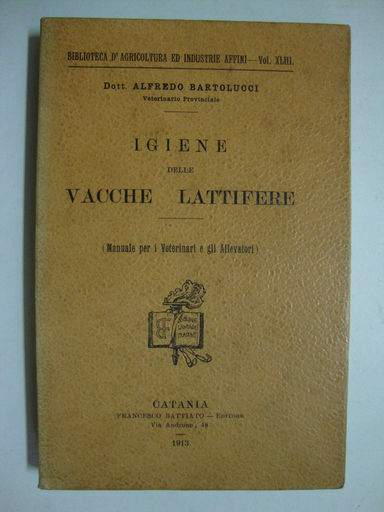 BIBLIOTECA D'AGRICOLTURA ED INDUSTRIE AFFINI—Vol. XLIII.
Dott. ALFREDO BARTOLUCCI
Veterinario Provinciale
IGIENE
DELLE
VACCHE LATTIFERE
(Manuale per i Veterinari e gli Allevatori)
CATANIA
FRANCESCO BATTIATO — Editore
Via Androne, 48
1913.